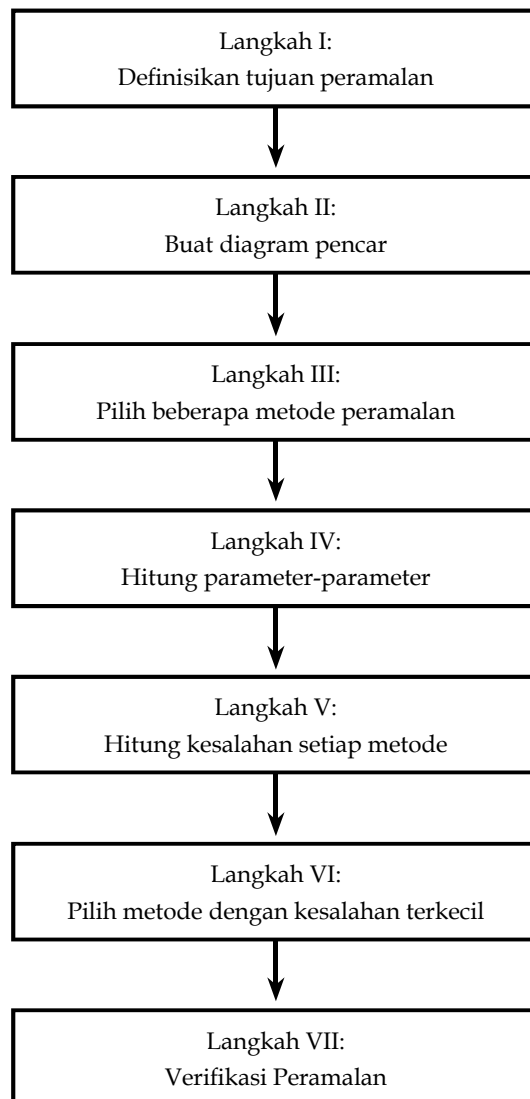 Langkah I:
Definisikan tujuan peramalan
Langkah II:
Buat diagram pencar
Langkah III:
Pilih beberapa metode peramalan
Langkah IV:
Hitung parameter-parameter
Langkah V:
Hitung kesalahan setiap metode
Langkah VI:
Pilih metode dengan kesalahan terkecil
Langkah VII:
Verifikasi Peramalan